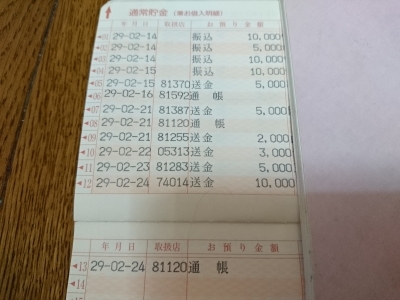 通常貯金
年月日 取扱店 お預り金額
01 29-02-14 振込 10,000
02 29-02-14 振込 5,000
03 29-02-14 振込 10,000
04 29-02-15 振込 10,000
05 29-02-15 81370 送金 5,000
06 29-02-16 81592 通 帳
07 29-02-21 81387 送金 5,000
08 29-02-21 81120 通 帳
09 29-02-21 81255 送金 2,000
10 29-02-22 05313 送金 3,000
11 29-02-23 81283 送金 5,000
12 29-02-24 74014 送金 10,000
年月日 取扱店 お預り金額
13 29-02-24 81120 通 帳
14